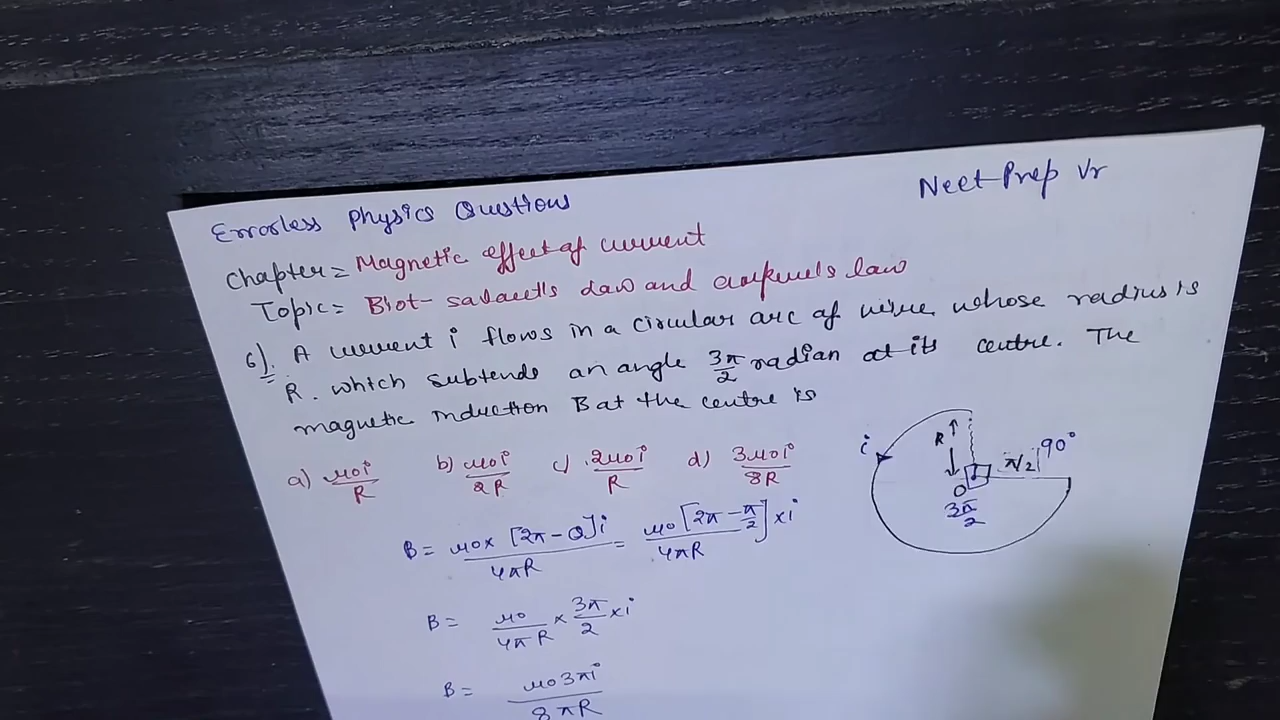 Errorless Physics Questions
Neet Prep Vr
Chapter = Magnetic effect of current
Topic = Biot- savaett's Law and law
6). A current i flows in a circular arc of wire whose radius is
R. which subtends an angle 3π/2 radian at its centre. The
magnetic induction B at the centre is
a) μ0i/R b) μ0i/2R c) 2μ0i/R d) 3μ0i/8R
i R π/2 90°
O
3π/2
B = μ0 x [2π - Q]i / 4πR = μ0 [2π - π/2] x i / 4πR
B = μ0/4πR x 3π/2 x i
B = μ0 3πi / 8πR